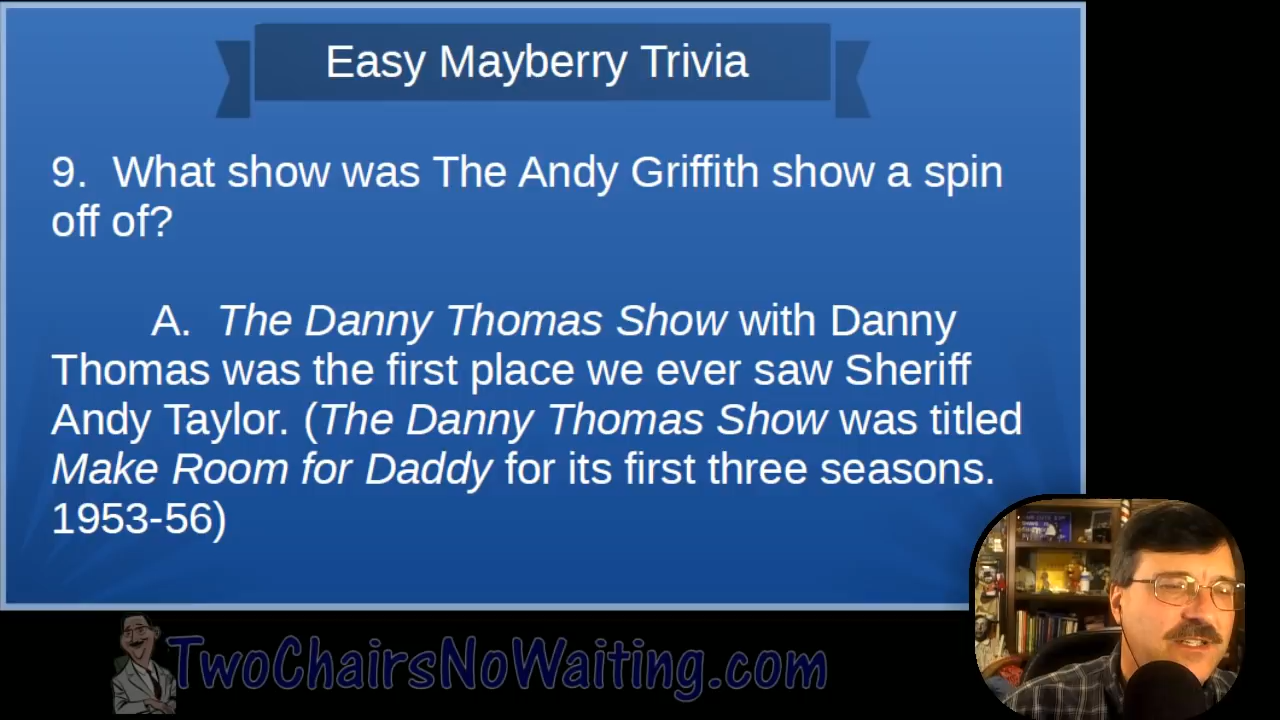 Easy Mayberry Trivia
9. What show was The Andy Griffith show a spin
off of?
A. The Danny Thomas Show with Danny
Thomas was the first place we ever saw Sheriff
Andy Taylor. (The Danny Thomas Show was titled
Make Room for Daddy for its first three seasons.
1953-56)
TwoChairsNoWaiting.com